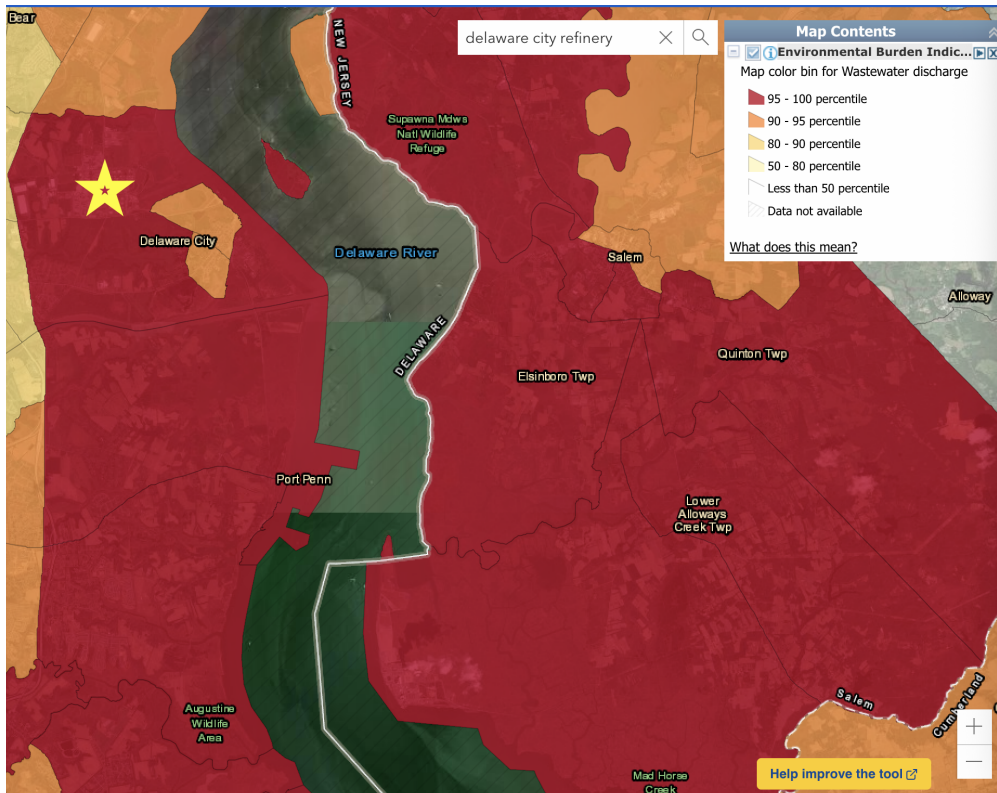 Bear
NEW JERSEY
delaware city refinery
Map Contents
Environmental Burden Indic...
Map color bin for Wastewater discharge
95 - 100 percentile
90 - 95 percentile
80 - 90 percentile
50 - 80 percentile
Less than 50 percentile
Data not available
What does this mean?
Supawna Mdws
Natl Wildlife
Refuge
Delaware City
Delaware River
Salem
Alloway
DELAWARE
Quinton Twp
Elsinboro Twp
Port Penn
Lower
Alloways
Creek Twp
Augustine
Wildlife
Area
Salem
Cumberland
Mad Horse
Creek
Help improve the tool